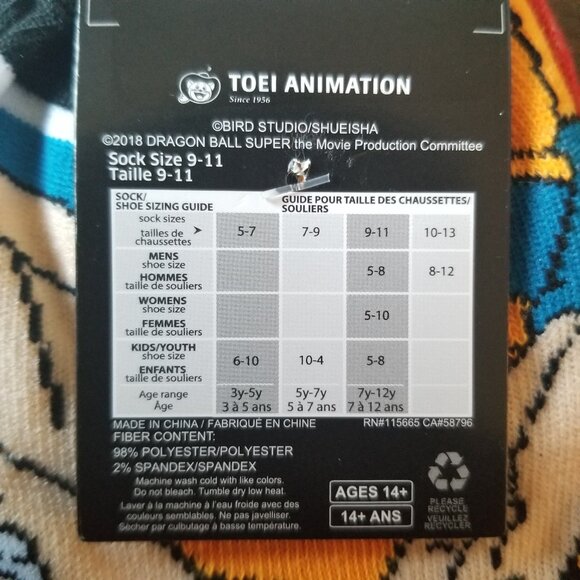 TOEI ANIMATION
Since 1956
©BIRD STUDIO/SHUEISHA
©2018 DRAGON BALL SUPER the Movie Production Committee
Sock Size 9-11
Taille 9-11
SOCK/ GUIDE POUR TAILLE DES CHAUSSETTES/
SHOE SIZING GUIDE SOULIERS
sock sizes
tailles de chaussettes ➤ 5-7 7-9 9-11 10-13
MENS
shoe size 5-8 8-12
HOMMES
taille de souliers
WOMENS
shoe size 5-10
FEMMES
taille de souliers
KIDS/YOUTH
shoe size 6-10 10-4 5-8
ENFANTS
taille de souliers
Age range 3y-5y 5y-7y 7y-12y
Âge 3 à 5 ans 5 à 7 ans 7 à 12 ans
MADE IN CHINA / FABRIQUÉ EN CHINE RN#115665 CA#58796
FIBER CONTENT:
98% POLYESTER/POLYESTER
2% SPANDEX/SPANDEX
Machine wash cold with like colors.
Do not bleach. Tumble dry low heat.
Laver à la machine à l'eau froide avec des
couleurs semblables. Ne pas javelliser.
Sécher par culbutage à basse température.
AGES 14+
14+ ANS
PLEASE
RECYCLE
VEUILLEZ
RECYCLER